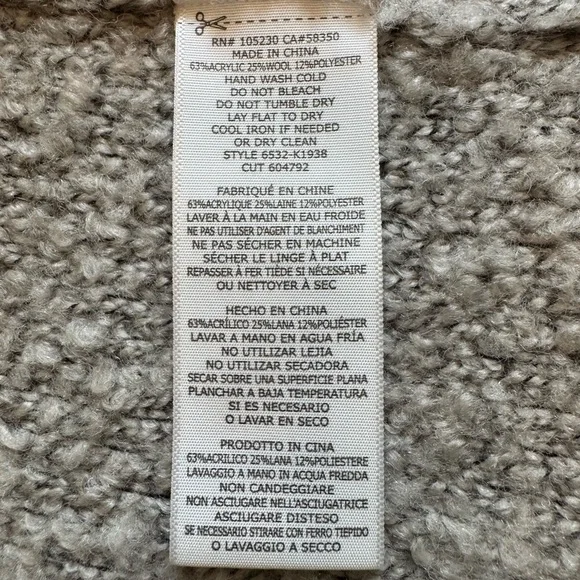 RN# 105230 CA#58350
MADE IN CHINA
63%ACRYLIC 25%WOOL 12%POLYESTER
HAND WASH COLD
DO NOT BLEACH
DO NOT TUMBLE DRY
LAY FLAT TO DRY
COOL IRON IF NEEDED
OR DRY CLEAN
STYLE 6532-K1938
CUT 604792
FABRIQUÉ EN CHINE
63%ACRYLIQUE 25%LAINE 12%POLYESTER
LAVER À LA MAIN EN EAU FROIDE
NE PAS UTILISER D'AGENT DE BLANCHIMENT
NE PAS SÉCHER EN MACHINE
SÉCHER LE LINGE À PLAT
REPASSER À FER TIÈDE SI NÉCESSAIRE
OU NETTOYER À SEC
HECHO EN CHINA
63%ACRÍLICO 25%LANA 12%POLIÉSTER
LAVAR A MANO EN AGUA FRÍA
NO UTILIZAR LEJIA
NO UTILIZAR SECADORA
SECAR SOBRE UNA SUPERFICIE PLANA
PLANCHAR A BAJA TEMPERATURA
SI ES NECESARIO
O LAVAR EN SECO
PRODOTTO IN CINA
63%ACRILICO 25%LANA 12%POLIESTERE
LAVAGGIO A MANO IN ACQUA FREDDA
NON CANDEGGIARE
NON ASCIUGARE NELL'ASCIUGATRICE
ASCIUGARE DISTESO
SE NECESSARIO STIRARE CON FERRO TIEPIDO
O LAVAGGIO A SECCO